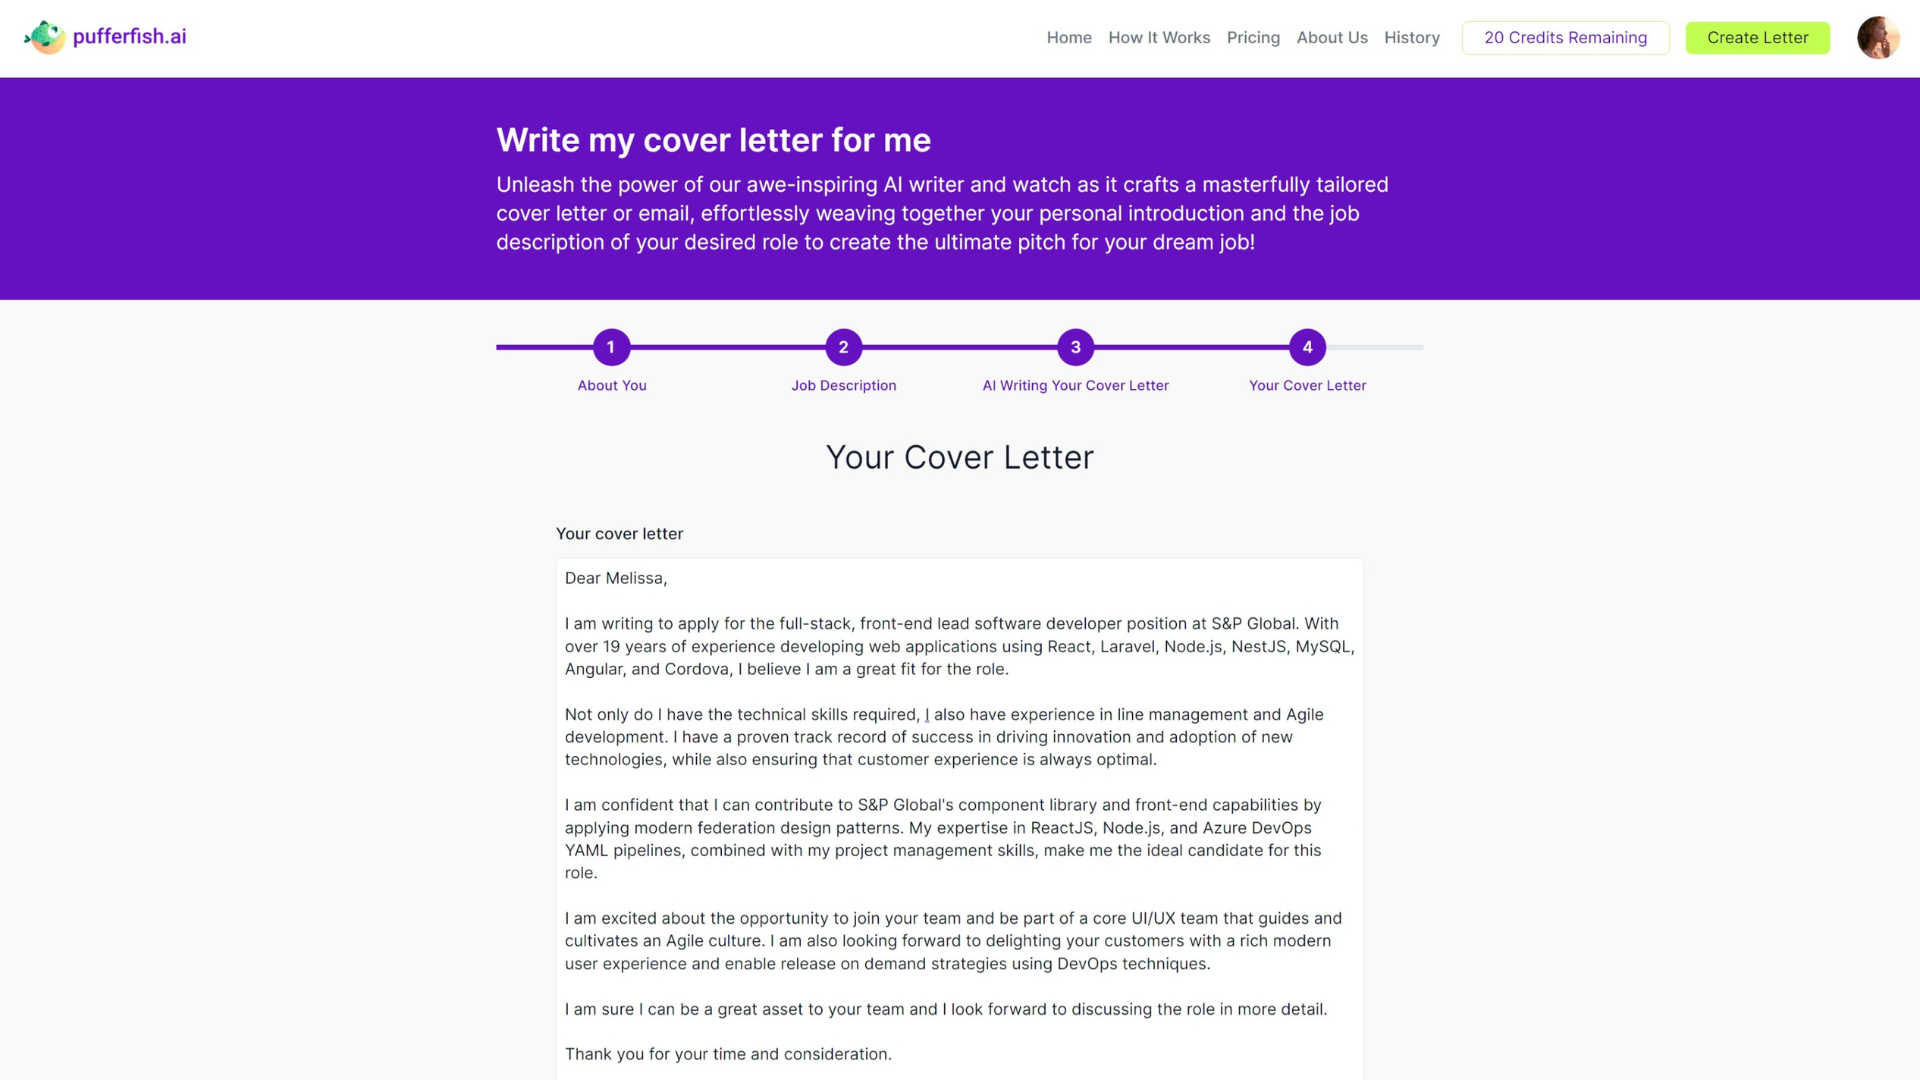 pufferfish.ai
Home How It Works Pricing About Us History 20 Credits Remaining Create Letter
Write my cover letter for me
Unleash the power of our awe-inspiring AI writer and watch as it crafts a masterfully tailored
cover letter or email, effortlessly weaving together your personal introduction and the job
description of your desired role to create the ultimate pitch for your dream job!
1 2 3 4
About You Job Description AI Writing Your Cover Letter Your Cover Letter
Your Cover Letter
Your cover letter
Dear Melissa,
I am writing to apply for the full-stack, front-end lead software developer position at S&P Global. With
over 19 years of experience developing web applications using React, Laravel, Node.js, NestJS, MySQL,
Angular, and Cordova, I believe I am a great fit for the role.
Not only do I have the technical skills required, I also have experience in line management and Agile
development. I have a proven track record of success in driving innovation and adoption of new
technologies, while also ensuring that customer experience is always optimal.
I am confident that I can contribute to S&P Global's component library and front-end capabilities by
applying modern federation design patterns. My expertise in ReactJS, Node.js, and Azure DevOps
YAML pipelines, combined with my project management skills, make me the ideal candidate for this
role.
I am excited about the opportunity to join your team and be part of a core UI/UX team that guides and
cultivates an Agile culture. I am also looking forward to delighting your customers with a rich modern
user experience and enable release on demand strategies using DevOps techniques.
I am sure I can be a great asset to your team and I look forward to discussing the role in more detail.
Thank you for your time and consideration.